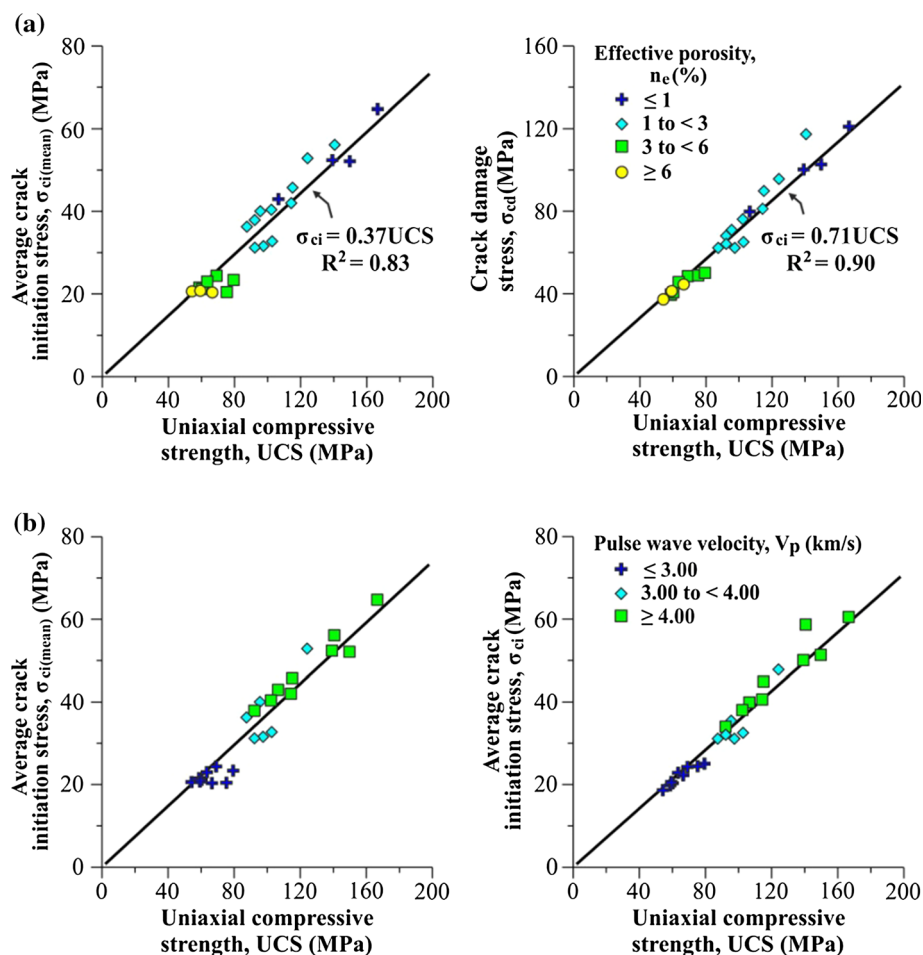 (a)
80
60
40
20
0
0 40 80 120 160 200
Average crack
initiation stress, σci(mean) (MPa)
σci = 0.37UCS
R² = 0.83
Uniaxial compressive
strength, UCS (MPa)
160
120
80
40
0
0 40 80 120 160 200
Crack damage
stress, σcd (MPa)
Effective porosity,
ne (%)
≤ 1
1 to < 3
3 to < 6
≥ 6
σci = 0.71UCS
R² = 0.90
Uniaxial compressive
strength, UCS (MPa)
(b)
80
60
40
20
0
0 40 80 120 160 200
Average crack
initiation stress, σci(mean) (MPa)
Uniaxial compressive
strength, UCS (MPa)
80
60
40
20
0
0 40 80 120 160 200
Average crack
initiation stress, σci (MPa)
Pulse wave velocity, Vp (km/s)
≤ 3.00
3.00 to < 4.00
≥ 4.00
Uniaxial compressive
strength, UCS (MPa)